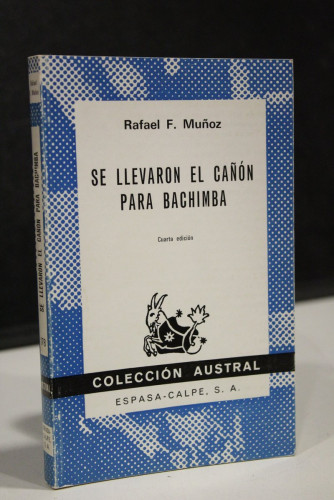 Rafael F. Muñoz
SE LLEVARON EL CAÑÓN
PARA BACHIMBA
Cuarta edición
COLECCIÓN AUSTRAL
ESPASA-CALPE, S. A.
SE LLEVARON EL CAÑÓN PARA BACHIMBA